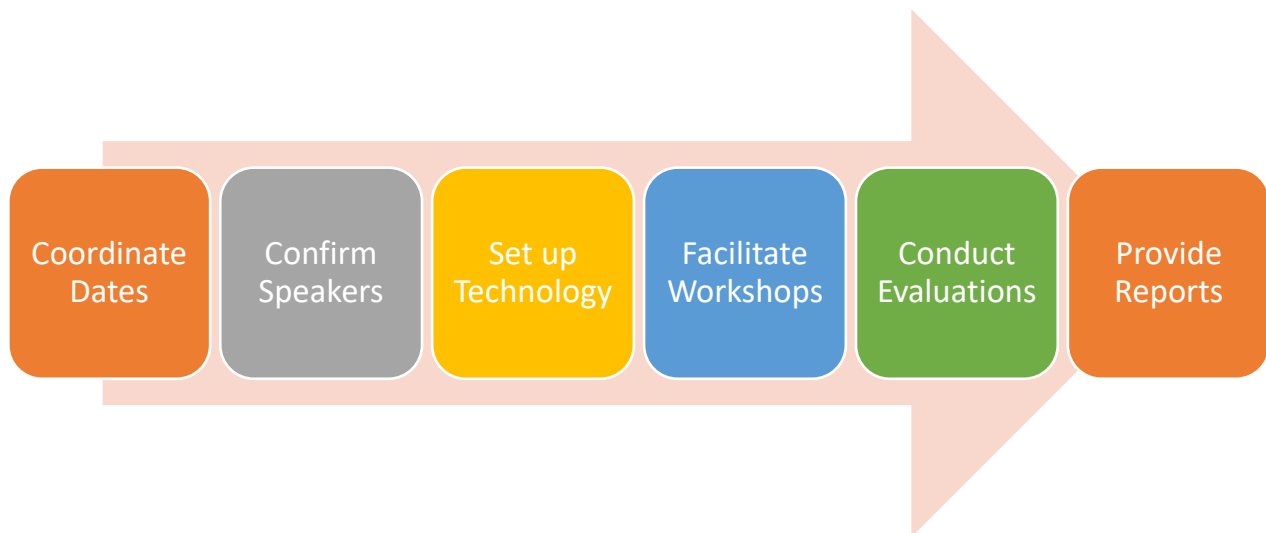 Coordinate
Dates
Confirm
Speakers
Set up
Technology
Facilitate
Workshops
Conduct
Evaluations
Provide
Reports